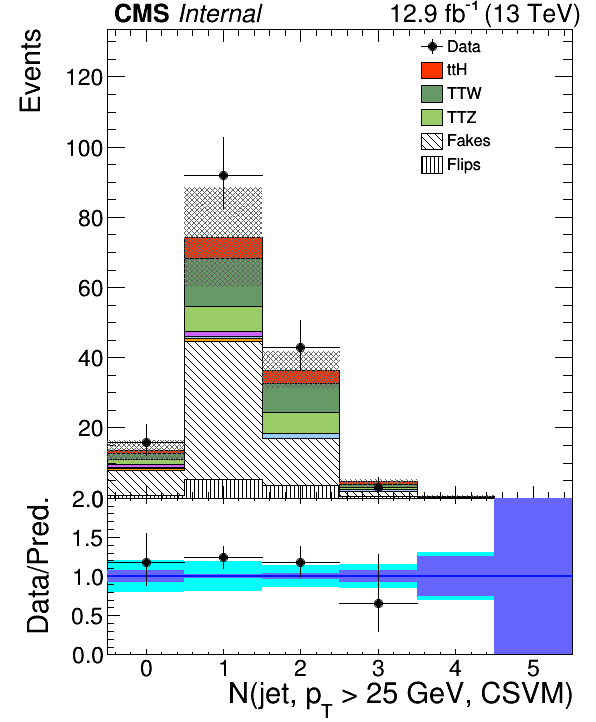 CMS Internal 12.9 fb⁻¹ (13 TeV)
Events
120
100
80
60
40
20
Data
ttH
TTW
TTZ
Fakes
Flips
Data/Pred.
2.0
1.5
1.0
0.5
0.0
0 1 2 3 4 5
N(jet, p_T > 25 GeV, CSVM)